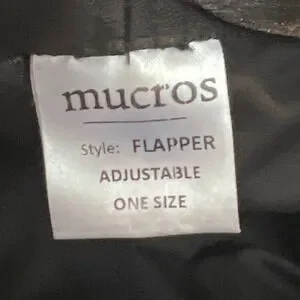 mucros
Style: FLAPPER
ADJUSTABLE
ONE SIZE